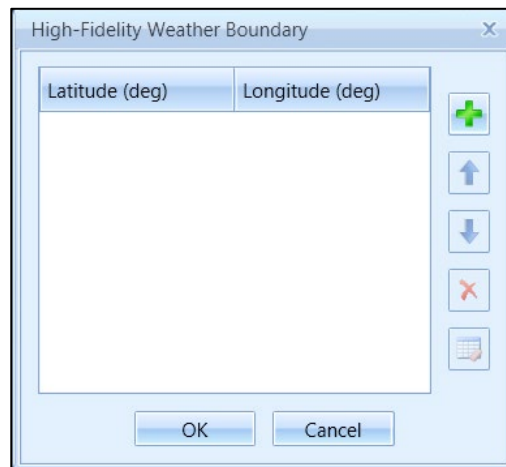 High-Fidelity Weather Boundary
Latitude (deg) Longitude (deg)
OK Cancel